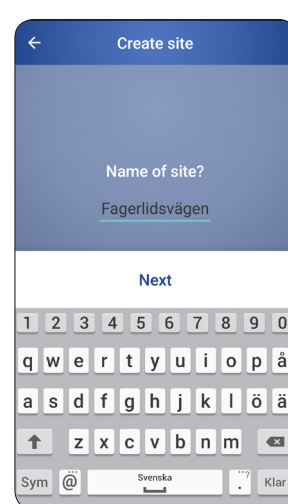 Create site
Name of site?
Fagerlidsvägen
Next
1 2 3 4 5 6 7 8 9 0
q w e r t y u i o p å
a s d f g h j k l ö ä
z x c v b n m
Sym @ Svenska . Klar